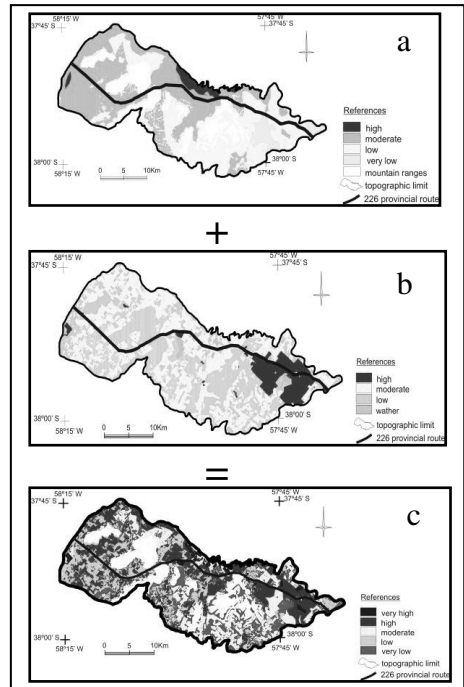 58°15' W
37°45' S
57°45' W
37°45' S
a
References
high
moderate
low
very low
mountain ranges
topographic limit
226 provincial route
38°00' S
58°15' W
0 5 10Km
38°00' S
57°45' W
+
58°15' W
37°45' S
57°45' W
37°45' S
b
References
high
moderate
low
wather
topographic limit
226 provincial route
38°00' S
58°15' W
0 5 10Km
38°00' S
57°45' W
=
58°15' W
37°45' S
57°45' W
37°45' S
c
References
very high
high
moderate
low
very low
topographic limit
226 provincial route
38°00' S
58°15' W
0 5 10Km
38°00' S
57°45' W